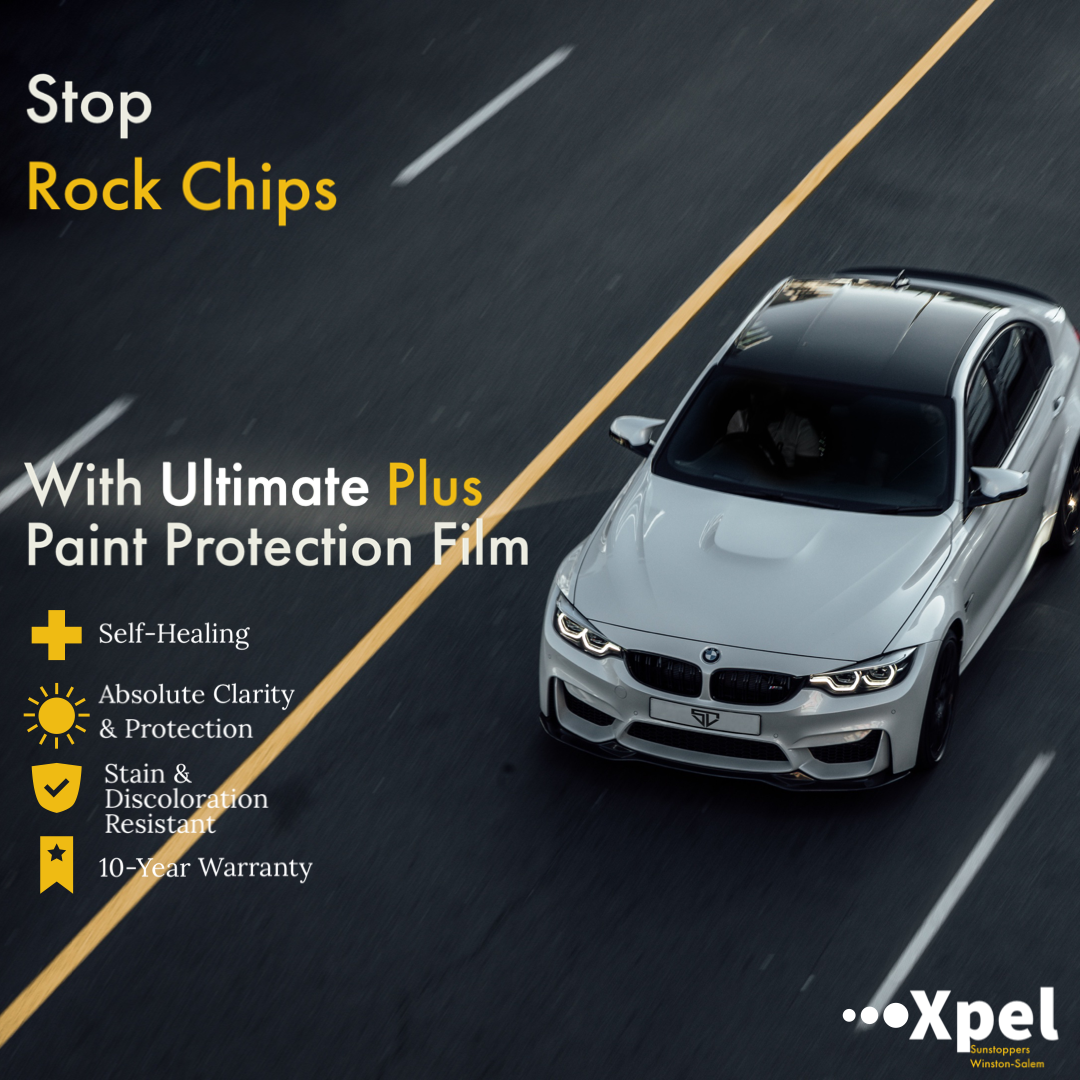 Stop
Rock Chips
With Ultimate Plus
Paint Protection Film
Self-Healing
Absolute Clarity
& Protection
Stain &
Discoloration
Resistant
10-Year Warranty
Xpel
Sunstoppers
Winston-Salem